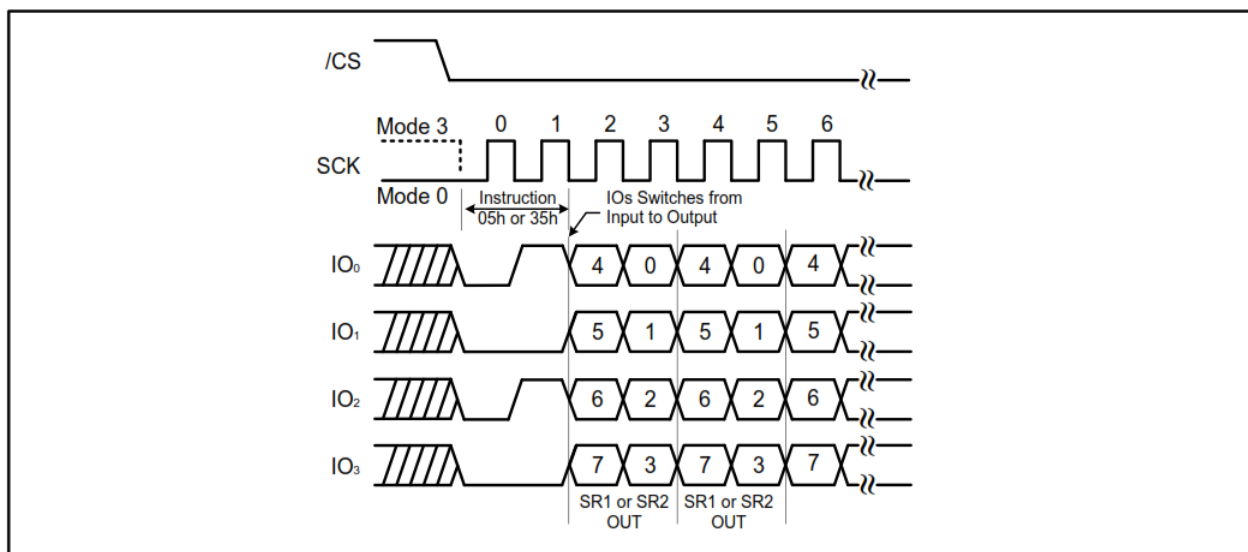 /CS
Mode 3 0 1 2 3 4 5 6
SCK
Mode 0
Instruction
05h or 35h
IOs Switches from
Input to Output
IO₀ 4 0 4 0 4
IO₁ 5 1 5 1 5
IO₂ 6 2 6 2 6
IO₃ 7 3 7 3 7
SR1 or SR2
OUT
SR1 or SR2
OUT